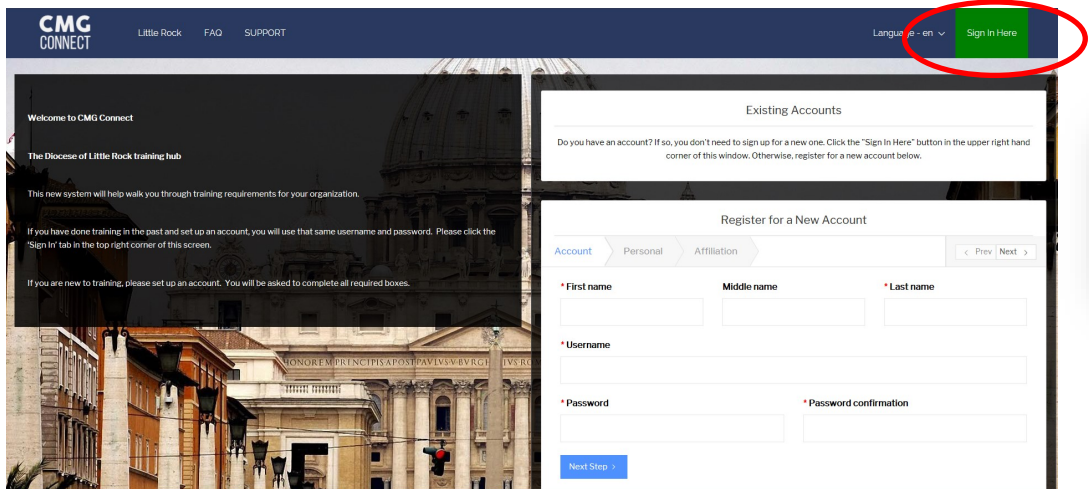 CMG
CONNECT
Little Rock FAQ SUPPORT
Language - en
Sign In Here
Welcome to CMG Connect
The Diocese of Little Rock training hub
This new system will help walk you through training requirements for your organization.
If you have done training in the past and set up an account, you will use that same username and password. Please click the
'Sign In' tab in the top right corner of this screen.
If you are new to training, please set up an account. You will be asked to complete all required boxes.
Existing Accounts
Do you have an account? If so, you don't need to sign up for a new one. Click the "Sign In Here" button in the upper right hand
corner of this window. Otherwise, register for a new account below.
Register for a New Account
Account Personal Affiliation
< Prev Next >
* First name Middle name * Last name
* Username
* Password * Password confirmation
Next Step >
HONOREM PRINCIPIS APOST PAVLVS V BVRGH